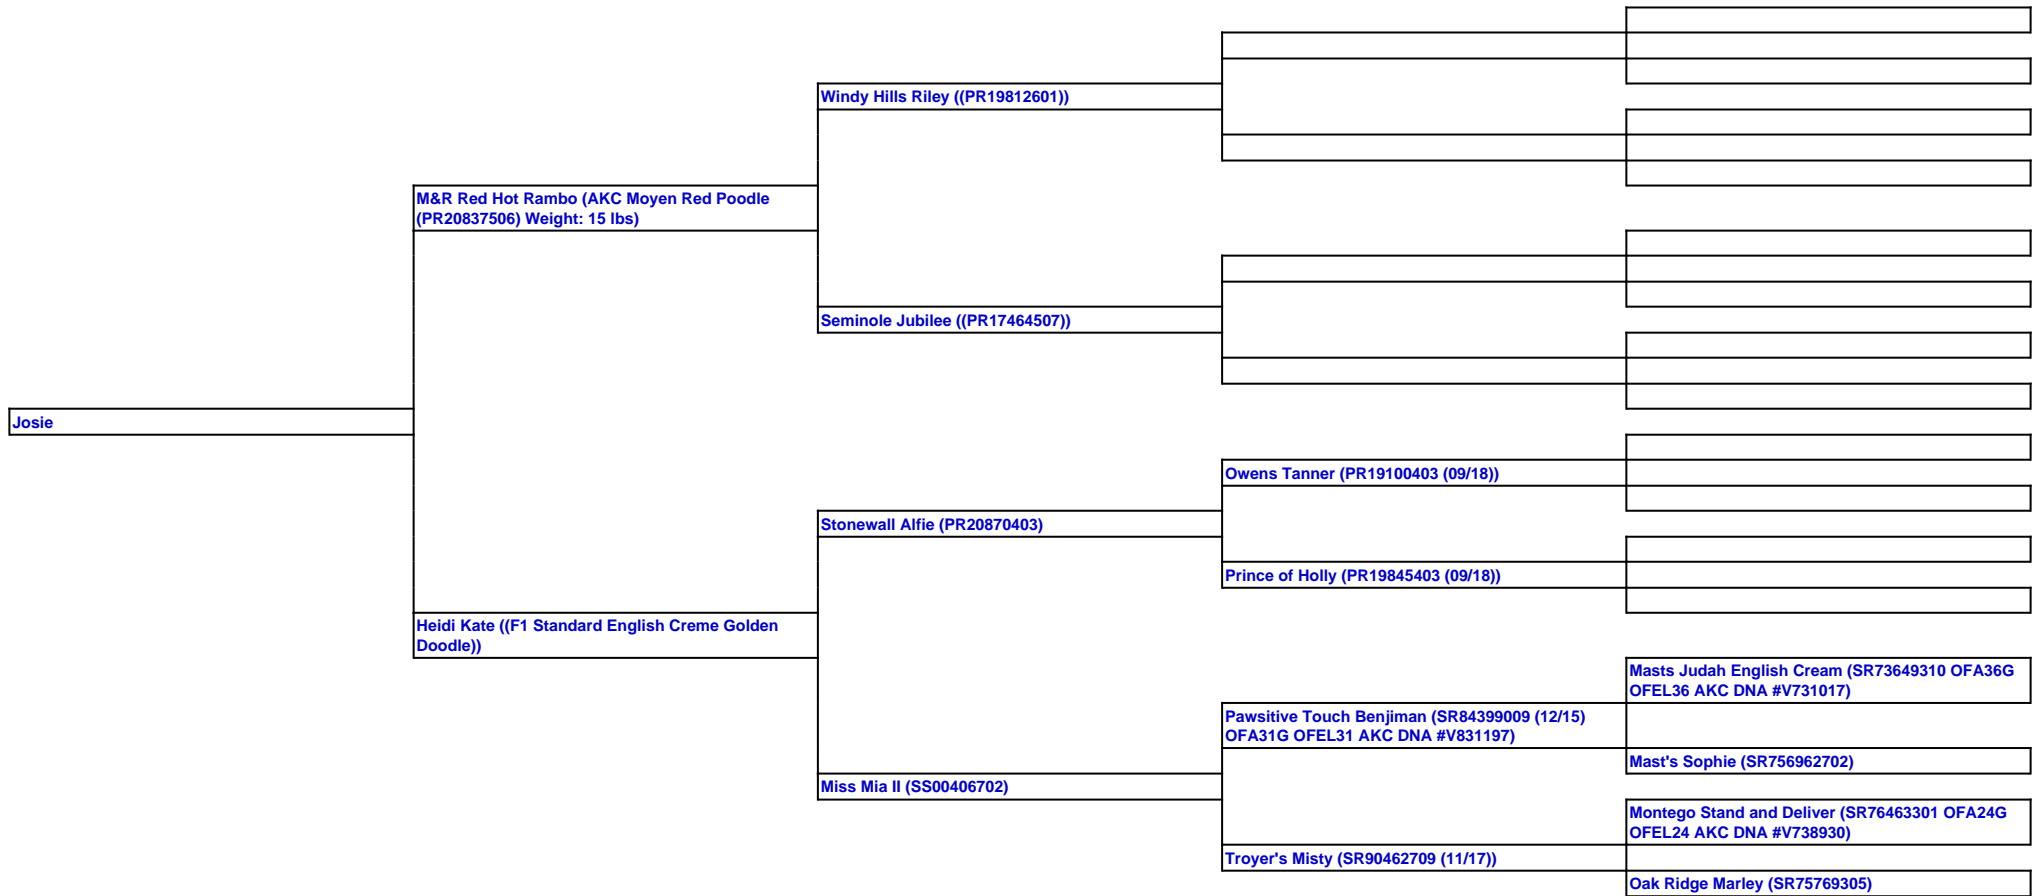 Windy Hills Riley ((PR19812601))
M&R Red Hot Rambo (AKC Moyen Red Poodle
(PR20837506) Weight: 15 lbs)
Seminole Jubilee ((PR17464507))
Josie
Owens Tanner (PR19100403 (09/18))
Stonewall Alfie (PR20870403)
Prince of Holly (PR19845403 (09/18))
Heidi Kate ((F1 Standard English Creme Golden
Doodle))
Masts Judah English Cream (SR73649310 OFA36G
OFEL36 AKC DNA #V731017)
Pawsitive Touch Benjiman (SR84399009 (12/15)
OFA31G OFEL31 AKC DNA #V831197)
Mast's Sophie (SR756962702)
Miss Mia II (SS00406702)
Montego Stand and Deliver (SR76463301 OFA24G
OFEL24 AKC DNA #V738930)
Troyer's Misty (SR90462709 (11/17))
Oak Ridge Marley (SR75769305)